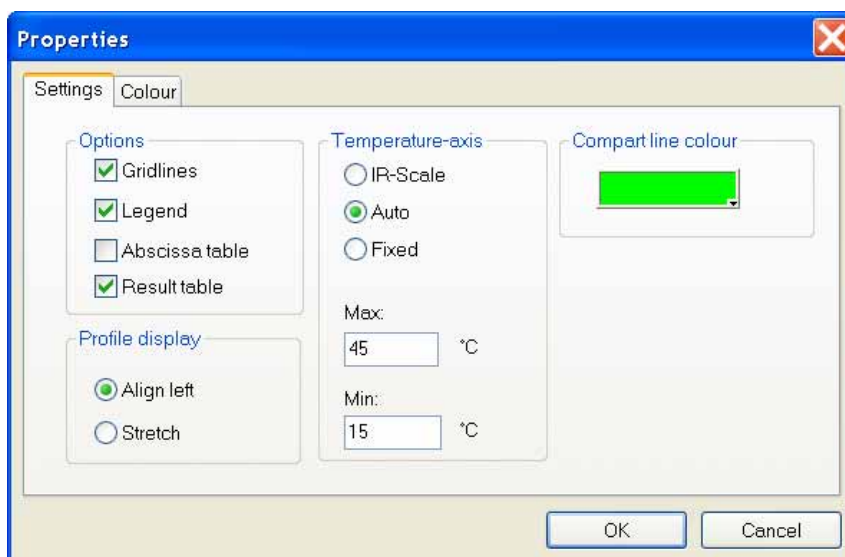 Properties
Settings
Colour
Options
Gridlines
Legend
Abscissa table
Result table
Profile display
Align left
Stretch
Temperature-axis
IR-Scale
Auto
Fixed
Max:
45 °C
Min:
15 °C
Compart line colour
OK
Cancel